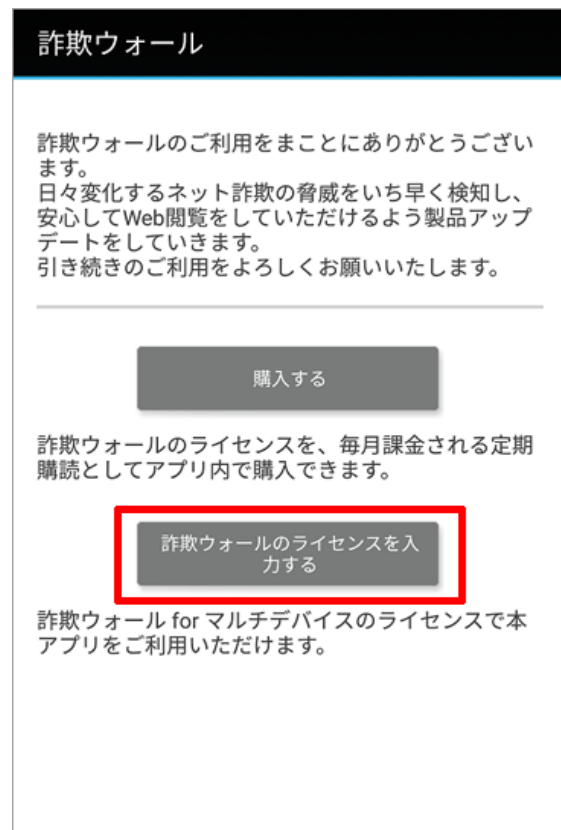 詐欺ウォール
詐欺ウォールのご利用をまことにありがとうござい
ます。
日々変化するネット詐欺の脅威をいち早く検知し、
安心してWeb閲覧をしていただけるよう製品アップ
デートをしていきます。
引き続きのご利用をよろしくお願いいたします。
購入する
詐欺ウォールのライセンスを、毎月課金される定期
購読としてアプリ内で購入できます。
詐欺ウォールのライセンスを入
力する
詐欺ウォール for マルチデバイスのライセンスで本
アプリをご利用いただけます。